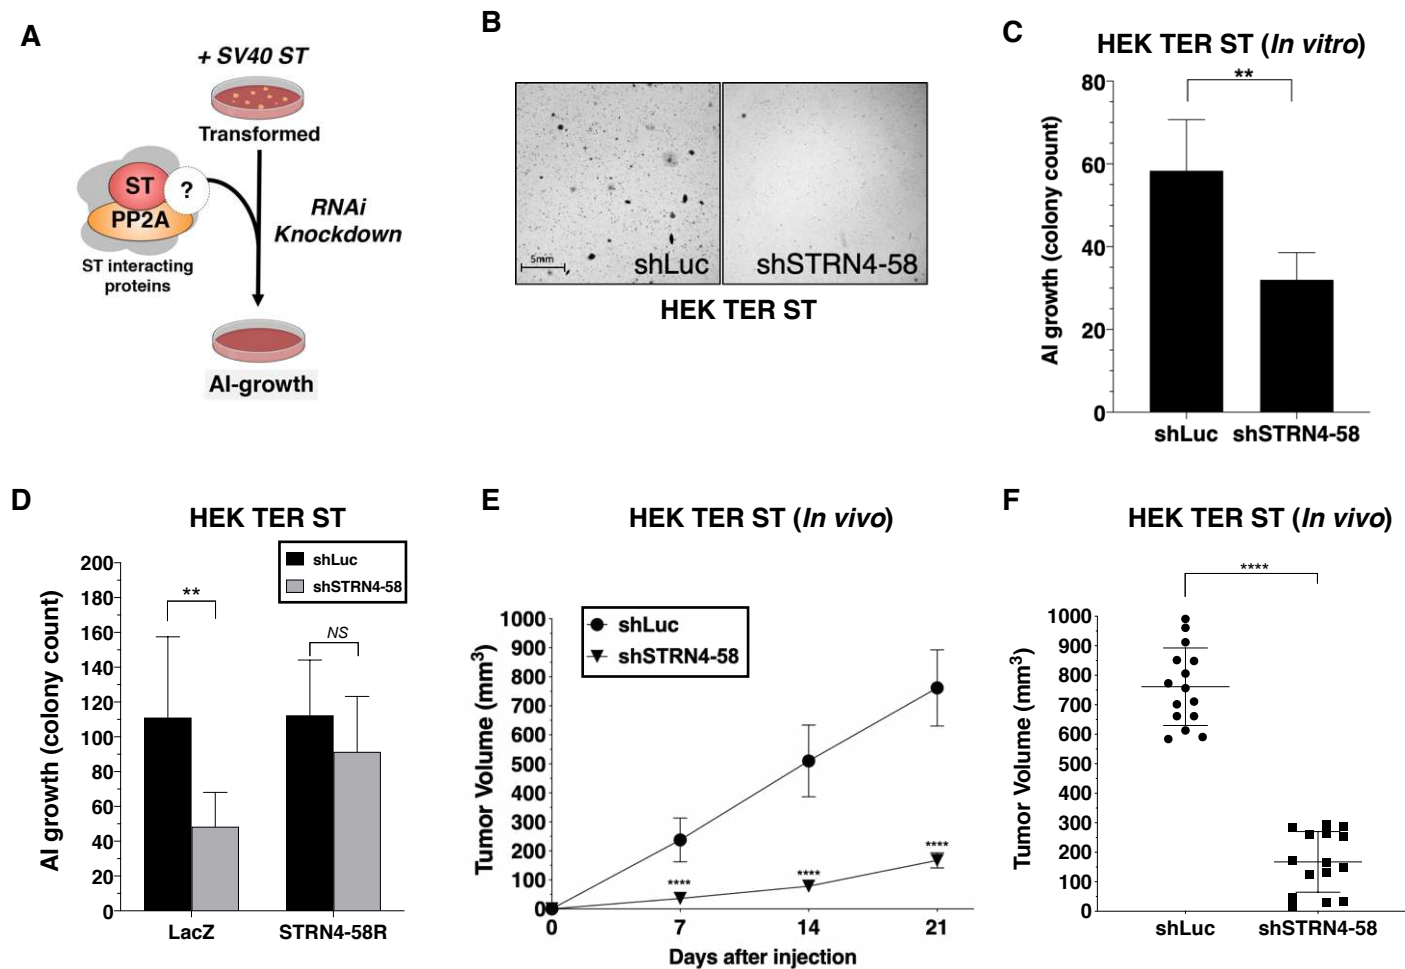 A
+ SV40 ST
Transformed
ST
?
PP2A
ST interacting
proteins
RNAi
Knockdown
AI-growth
B
5mm
shLuc
shSTRN4-58
HEK TER ST
C
HEK TER ST (In vitro)
**
AI growth (colony count)
80
60
40
20
0
shLuc shSTRN4-58
D
HEK TER ST
shLuc
shSTRN4-58
AI growth (colony count)
200
180
160
140
120
100
80
60
40
20
0
**
NS
LacZ
STRN4-58R
E
HEK TER ST (In vivo)
shLuc
shSTRN4-58
Tumor Volume (mm³)
1000
900
800
700
600
500
400
300
200
100
0
****
****
****
0 7 14 21
Days after injection
F
HEK TER ST (In vivo)
****
Tumor Volume (mm³)
1000
900
800
700
600
500
400
300
200
100
0
shLuc shSTRN4-58